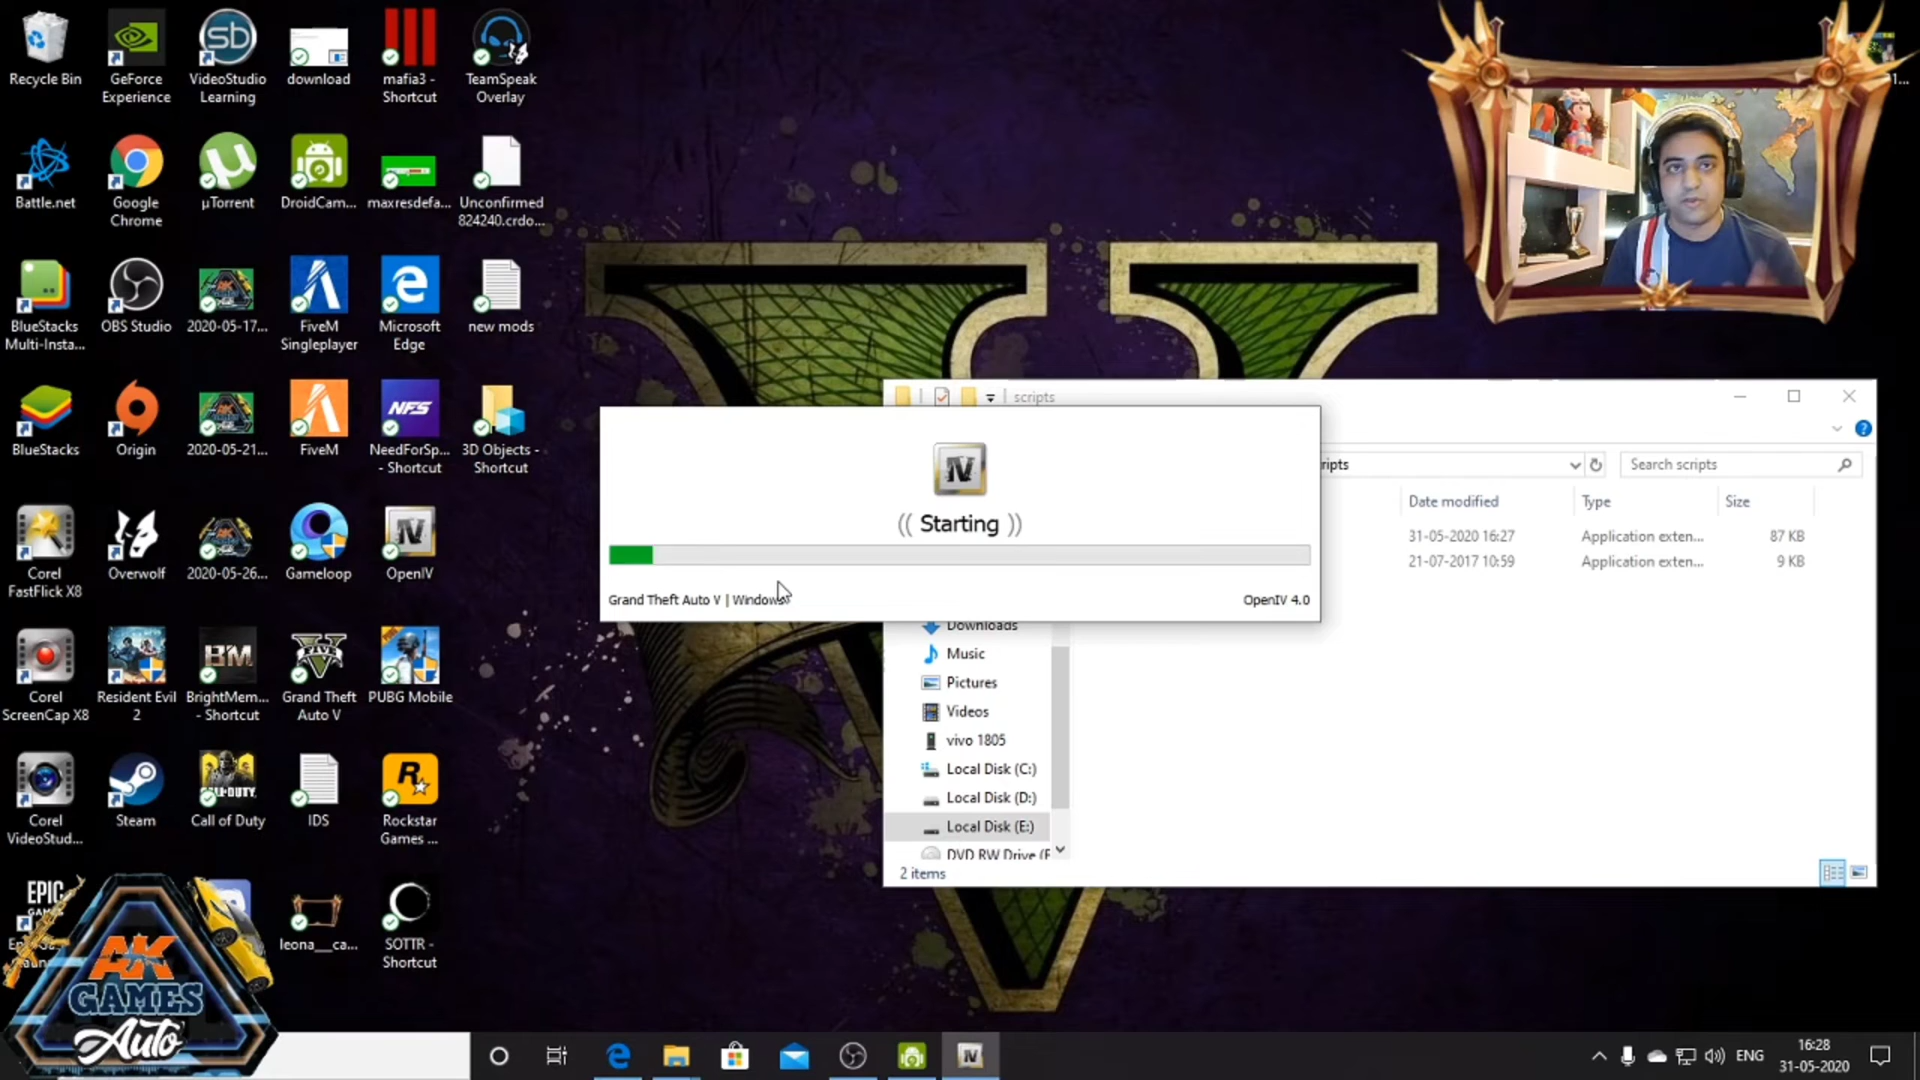 Recycle Bin
GeForce
Experience
VideoStudio
Learning
download
mafia3 -
Shortcut
TeamSpeak
Overlay
Battle.net
Google
Chrome
µTorrent
DroidCam...
maxresdefa...
Unconfirmed
824240.crdo...
BlueStacks
Multi-Insta...
OBS Studio
2020-05-17...
FiveM
Singleplayer
Microsoft
Edge
new mods
BlueStacks
Origin
2020-05-21...
FiveM
NFS
NeedForSp...
- Shortcut
3D Objects -
Shortcut
Corel
FastFlick X8
Overwolf
2020-05-26...
Gameloop
OpenIV
Corel
ScreenCap X8
Resident Evil
2
BM
BrightMem...
- Shortcut
Grand Theft
Auto V
PUBG Mobile
Corel
VideoStud...
Steam
CALL OF DUTY
Call of Duty
IDS
Rockstar
Games ...
EPIC
GAMES
leona__ca...
SOTTR -
Shortcut
AK
GAMES
Auto
scripts
Search scripts
Date modified
Type
Size
31-05-2020 16:27
Application exten...
87 KB
21-07-2017 10:59
Application exten...
9 KB
IV
(( Starting ))
Grand Theft Auto V | Windows
OpenIV 4.0
Downloads
Music
Pictures
Videos
vivo 1805
Local Disk (C:)
Local Disk (D:)
Local Disk (E:)
DVD RW Drive (F
2 items
ENG
16:28
31-05-2020